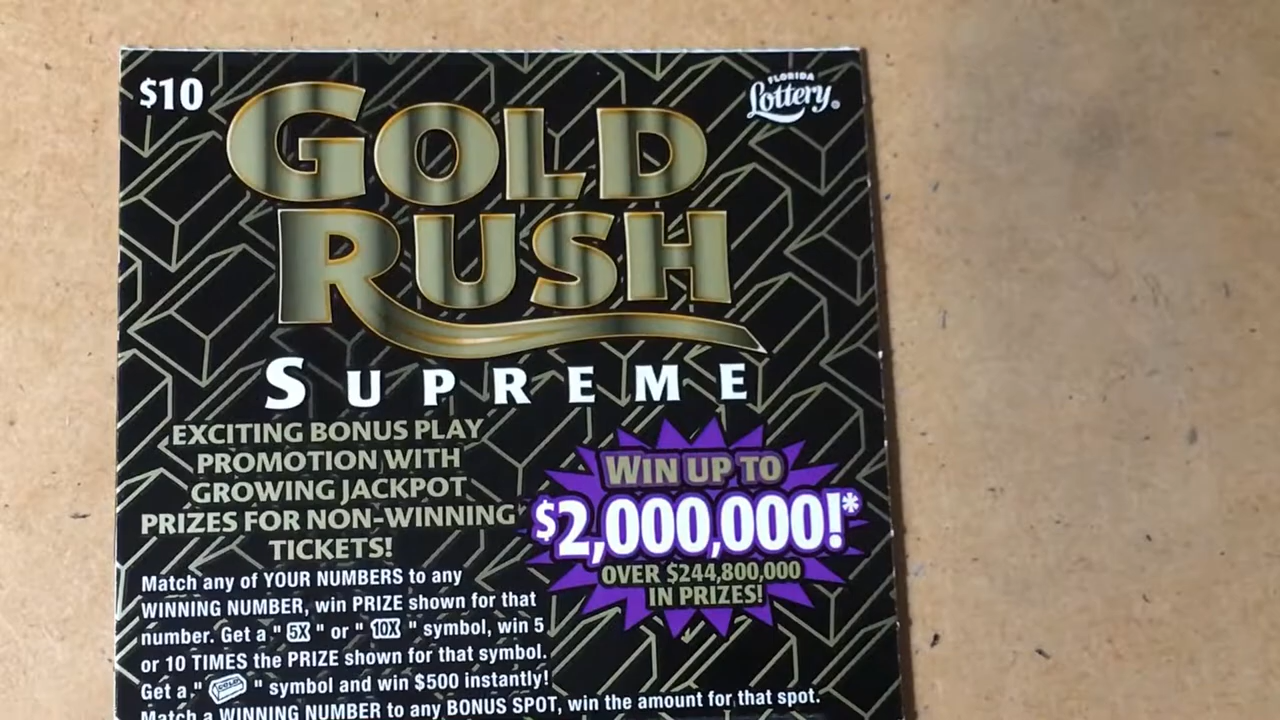 $10
FLORIDA
Lottery®
GOLD
RUSH
SUPREME
EXCITING BONUS PLAY
PROMOTION WITH
GROWING JACKPOT
PRIZES FOR NON-WINNING
TICKETS!
WIN UP TO
$2,000,000!*
OVER $244,800,000
IN PRIZES!
Match any of YOUR NUMBERS to any
WINNING NUMBER, win PRIZE shown for that
number. Get a " 5X " or " 10X " symbol, win 5
or 10 TIMES the PRIZE shown for that symbol.
Get a " GOLD " symbol and win $500 instantly!
Match a WINNING NUMBER to any BONUS SPOT, win the amount for that spot.